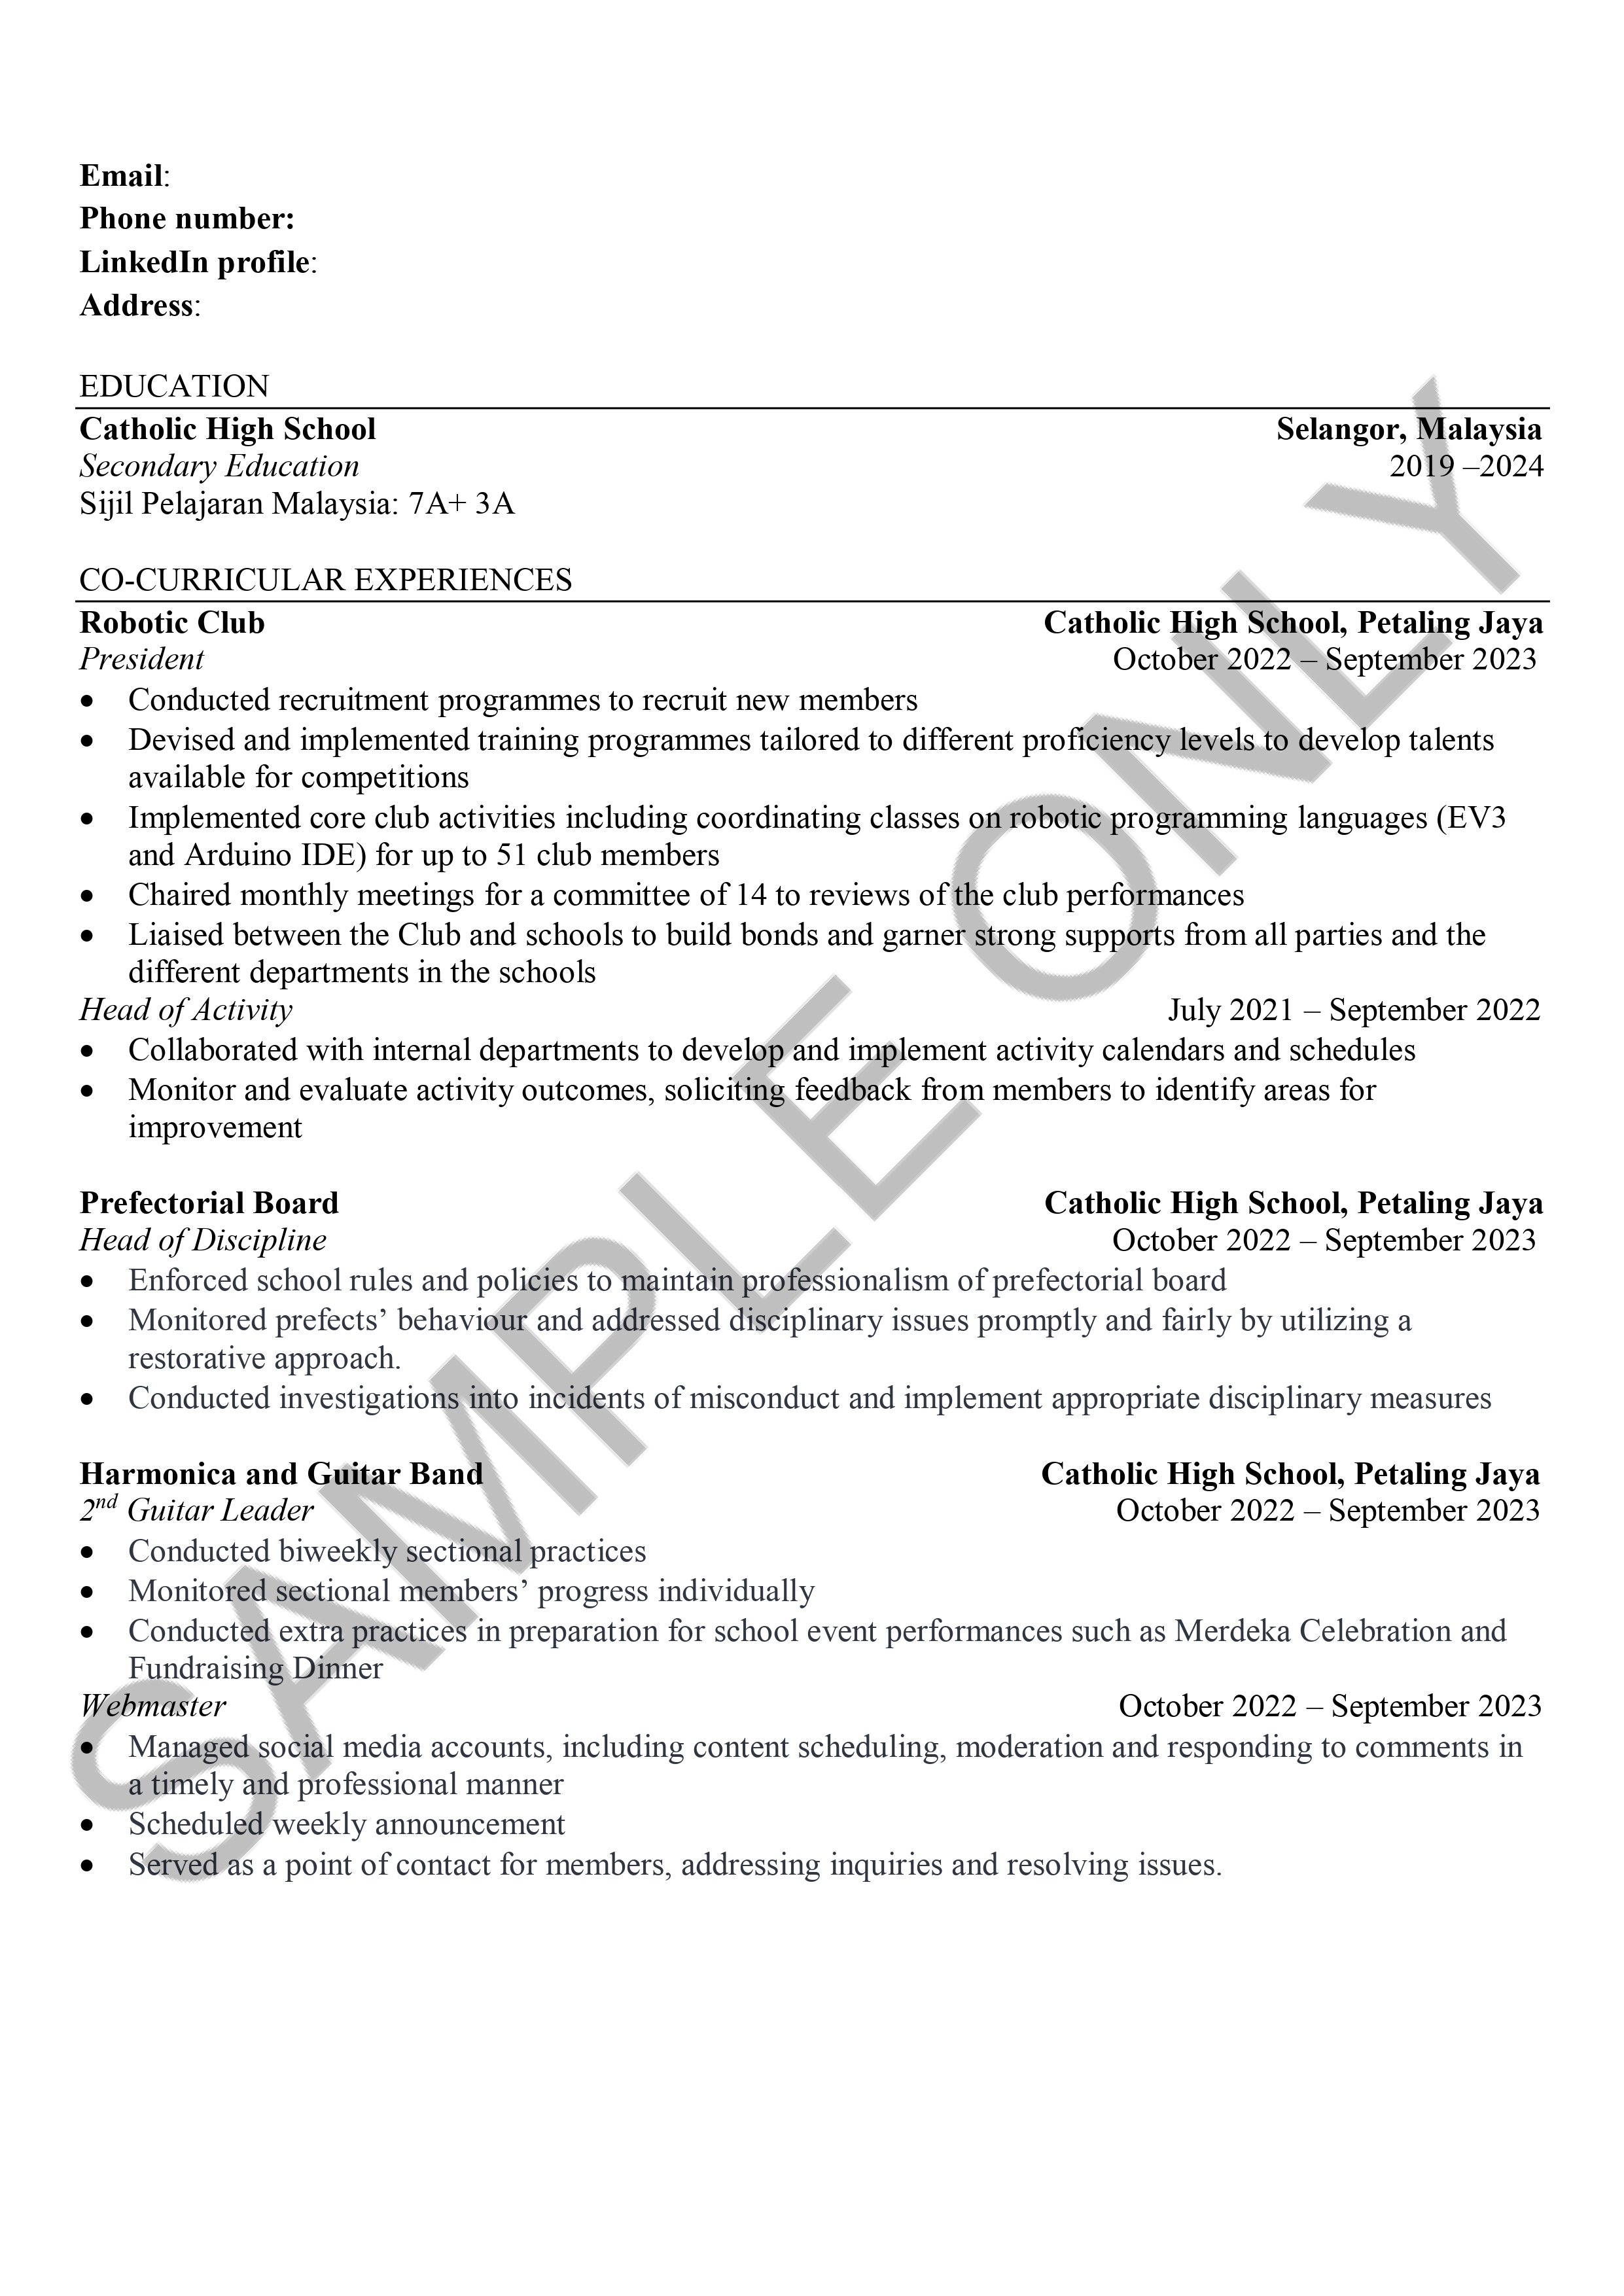 Email:
Phone number:
LinkedIn profile:
Address:
EDUCATION
Catholic High School Selangor, Malaysia
Secondary Education 2019 –2024
Sijil Pelajaran Malaysia: 7A+ 3A
CO-CURRICULAR EXPERIENCES
Robotic Club Catholic High School, Petaling Jaya
President October 2022 – September 2023
• Conducted recruitment programmes to recruit new members
• Devised and implemented training programmes tailored to different proficiency levels to develop talents
available for competitions
• Implemented core club activities including coordinating classes on robotic programming languages (EV3
and Arduino IDE) for up to 51 club members
• Chaired monthly meetings for a committee of 14 to reviews of the club performances
• Liaised between the Club and schools to build bonds and garner strong supports from all parties and the
different departments in the schools
Head of Activity July 2021 – September 2022
• Collaborated with internal departments to develop and implement activity calendars and schedules
• Monitor and evaluate activity outcomes, soliciting feedback from members to identify areas for
improvement
Prefectorial Board Catholic High School, Petaling Jaya
Head of Discipline October 2022 – September 2023
• Enforced school rules and policies to maintain professionalism of prefectorial board
• Monitored prefects’ behaviour and addressed disciplinary issues promptly and fairly by utilizing a
restorative approach.
• Conducted investigations into incidents of misconduct and implement appropriate disciplinary measures
Harmonica and Guitar Band Catholic High School, Petaling Jaya
2nd Guitar Leader October 2022 – September 2023
• Conducted biweekly sectional practices
• Monitored sectional members’ progress individually
• Conducted extra practices in preparation for school event performances such as Merdeka Celebration and
Fundraising Dinner
Webmaster October 2022 – September 2023
• Managed social media accounts, including content scheduling, moderation and responding to comments in
a timely and professional manner
• Scheduled weekly announcement
• Served as a point of contact for members, addressing inquiries and resolving issues.
SAMPLE ONLY